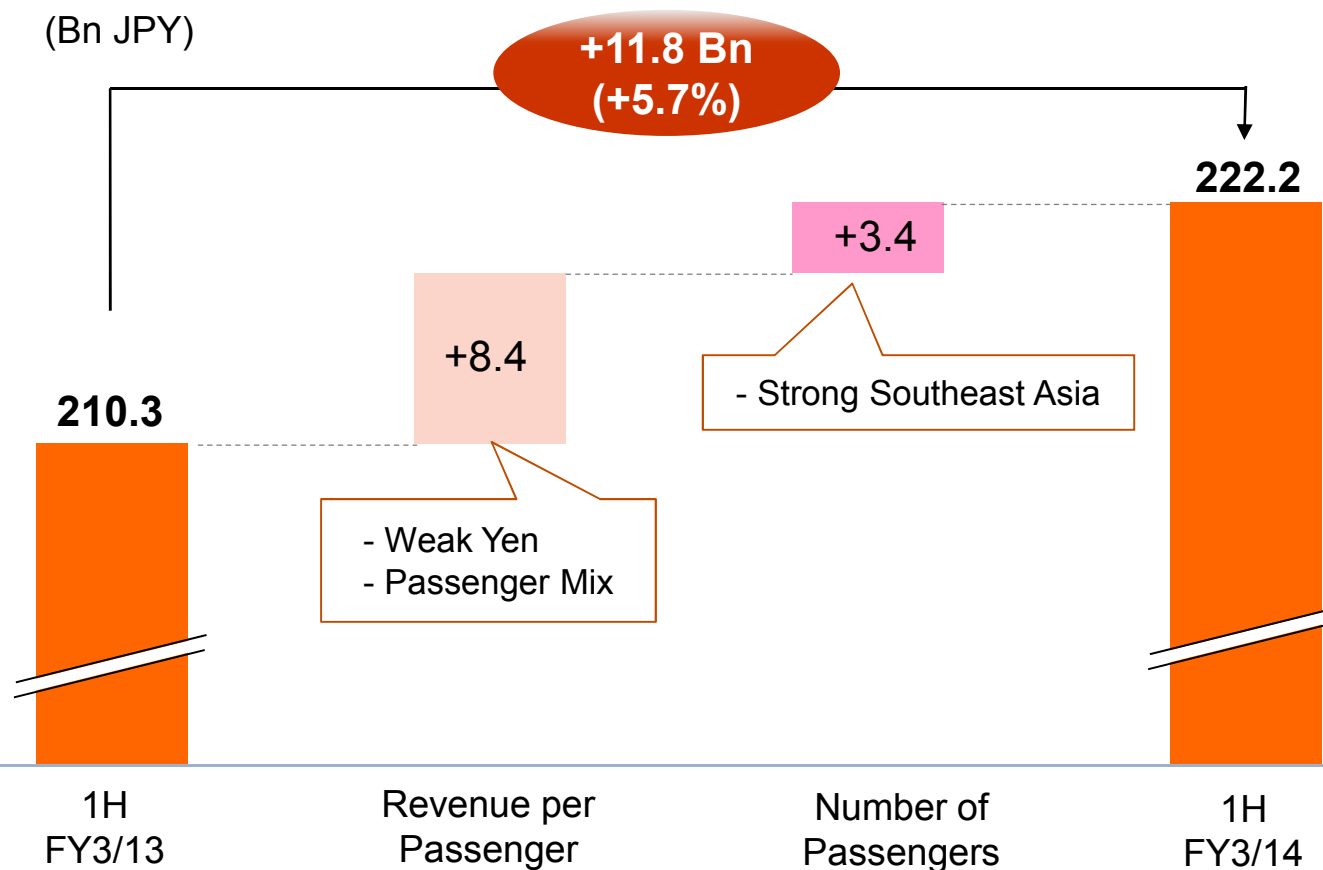 (Bn JPY)
+11.8 Bn
(+5.7%)
222.2
+3.4
+8.4
- Strong Southeast Asia
210.3
- Weak Yen
- Passenger Mix
1H
FY3/13
Revenue per
Passenger
Number of
Passengers
1H
FY3/14